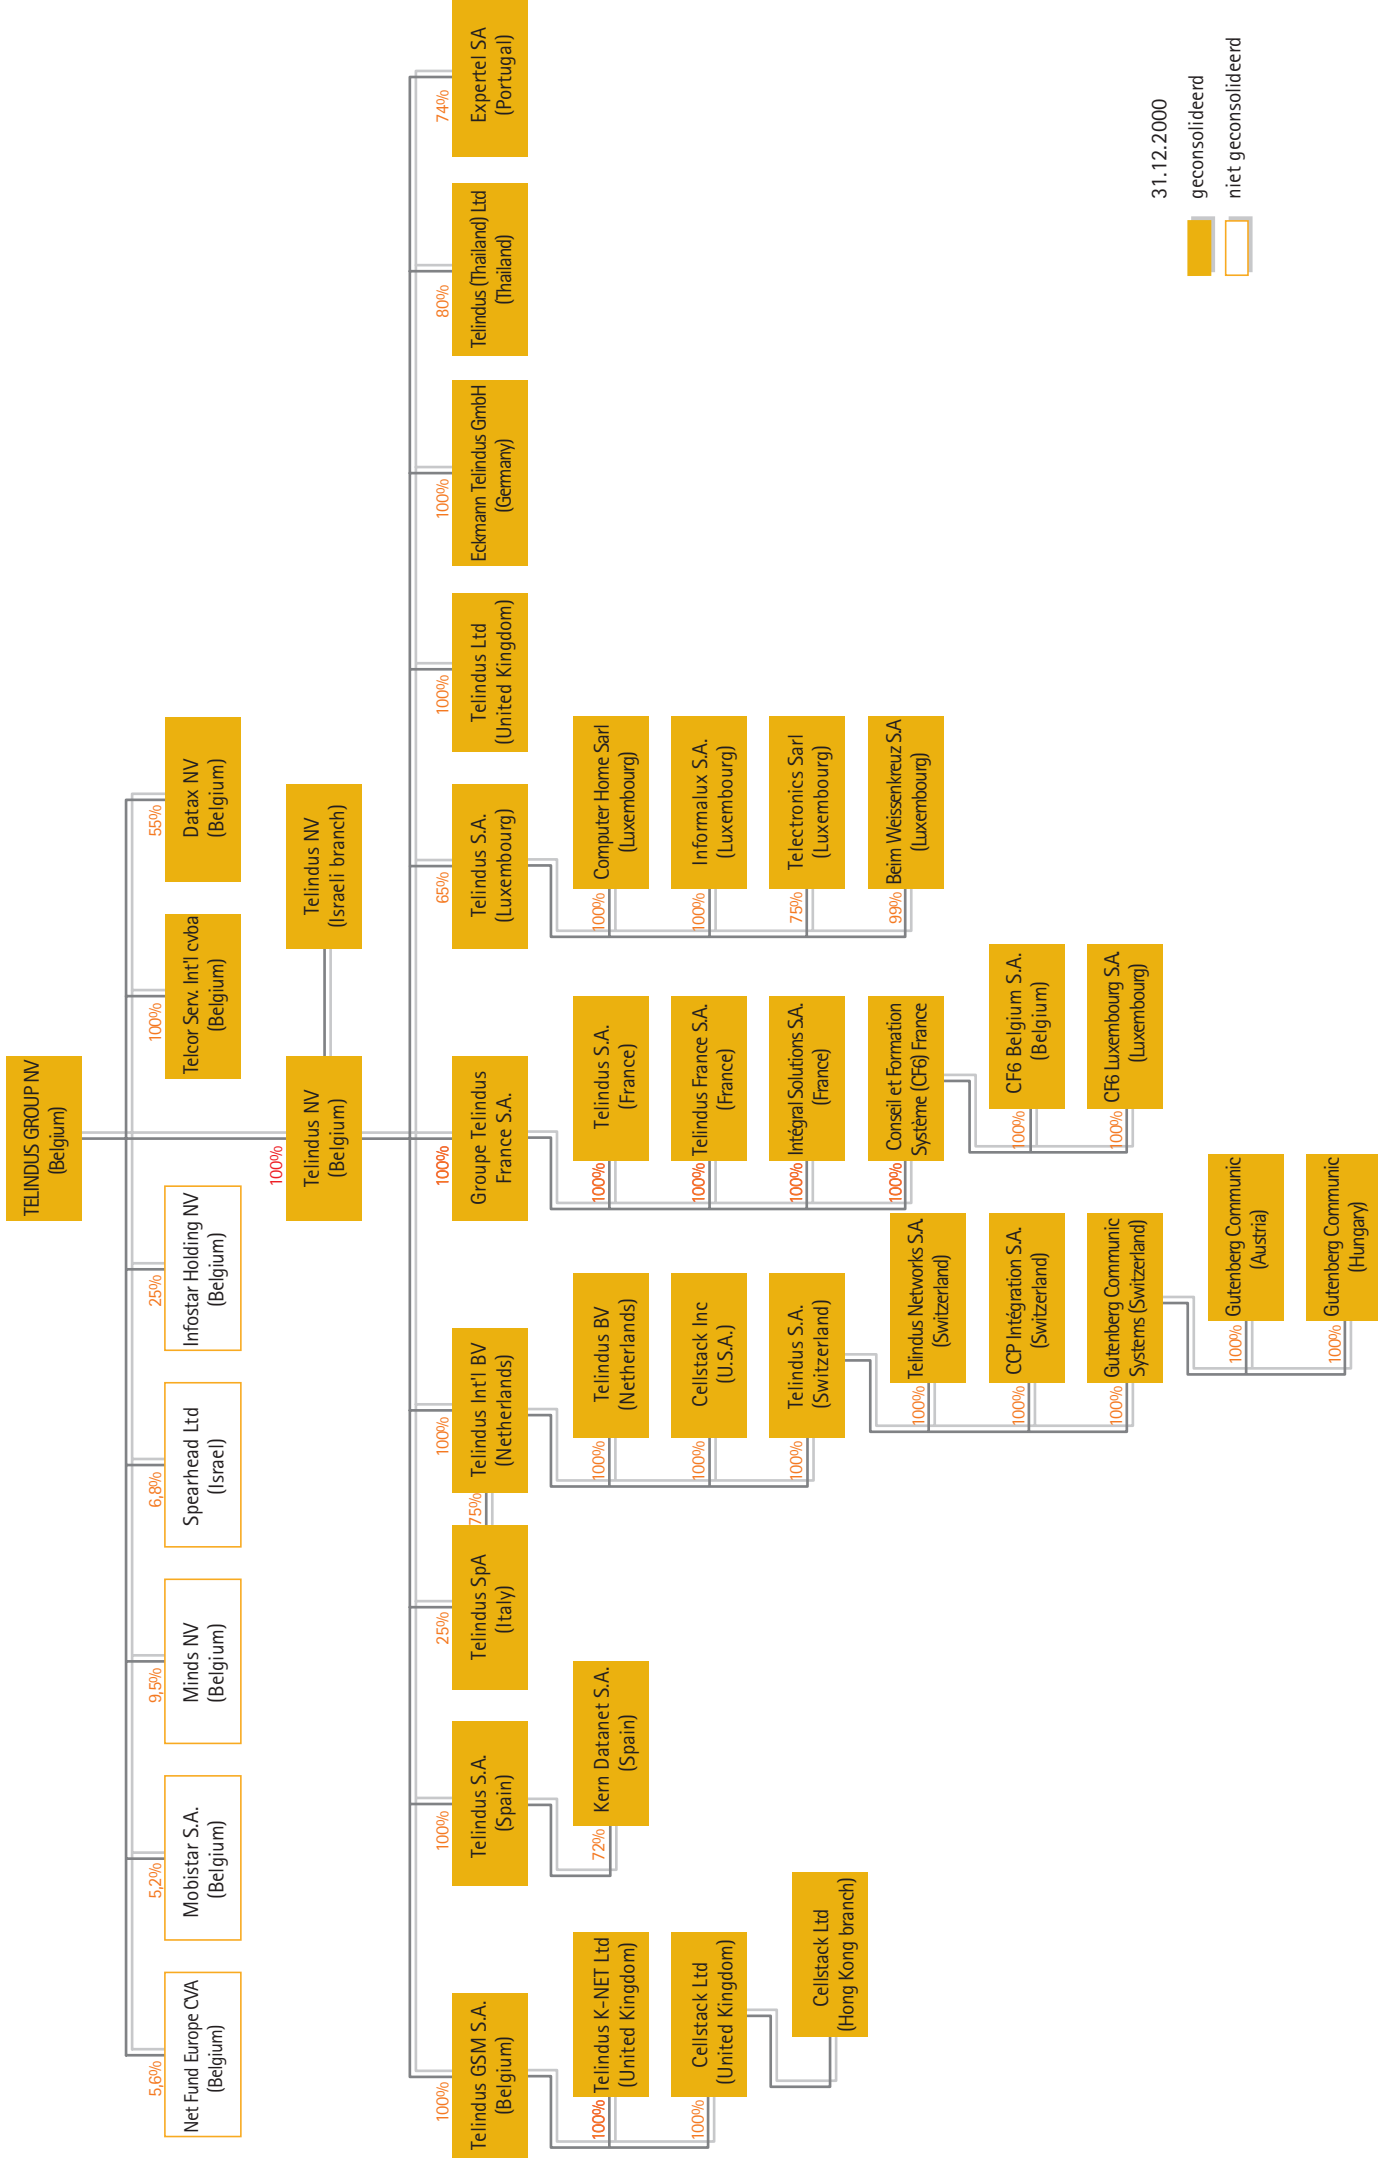 TELINDUS GROUP NV
(Belgium)
5,6%
Net Fund Europe CVA
(Belgium)
5,2%
Mobistar S.A.
(Belgium)
9,5%
Minds NV
(Belgium)
6,8%
Spearhead Ltd
(Israel)
25%
Infostar Holding NV
(Belgium)
100%
Telcor Serv. Int'l cvba
(Belgium)
55%
Datax NV
(Belgium)
100%
Telindus NV
(Belgium)
Telindus NV
(Israeli branch)
100%
Telindus GSM S.A.
(Belgium)
100%
Telindus S.A.
(Spain)
25%
Telindus SpA
(Italy)
75%
100%
Telindus Int'l BV
(Netherlands)
100%
Groupe Telindus
France S.A.
65%
Telindus S.A.
(Luxembourg)
100%
Telindus Ltd
(United Kingdom)
100%
Eckmann Telindus GmbH
(Germany)
80%
Telindus (Thailand) Ltd
(Thailand)
74%
Expertel SA
(Portugal)
100%
Telindus K-NET Ltd
(United Kingdom)
100%
Cellstack Ltd
(United Kingdom)
Cellstack Ltd
(Hong Kong branch)
72%
Kern Datanet S.A.
(Spain)
100%
Telindus BV
(Netherlands)
100%
Cellstack Inc
(U.S.A.)
100%
Telindus S.A.
(Switzerland)
100%
Telindus Networks S.A.
(Switzerland)
100%
CCP Intégration S.A.
(Switzerland)
100%
Gutenberg Communic
Systems (Switzerland)
100%
Gutenberg Communic
(Austria)
100%
Gutenberg Communic
(Hungary)
100%
Telindus S.A.
(France)
100%
Telindus France S.A.
(France)
100%
Intégral Solutions S.A.
(France)
100%
Conseil et Formation
Système (CF6) France
100%
CF6 Belgium S.A.
(Belgium)
100%
CF6 Luxembourg S.A.
(Luxembourg)
100%
Computer Home Sarl
(Luxembourg)
100%
Informalux S.A.
(Luxembourg)
75%
Telectronics Sarl
(Luxembourg)
99%
Beim Weissenkreuz S.A
(Luxembourg)
31.12.2000
geconsolideerd
niet geconsolideerd